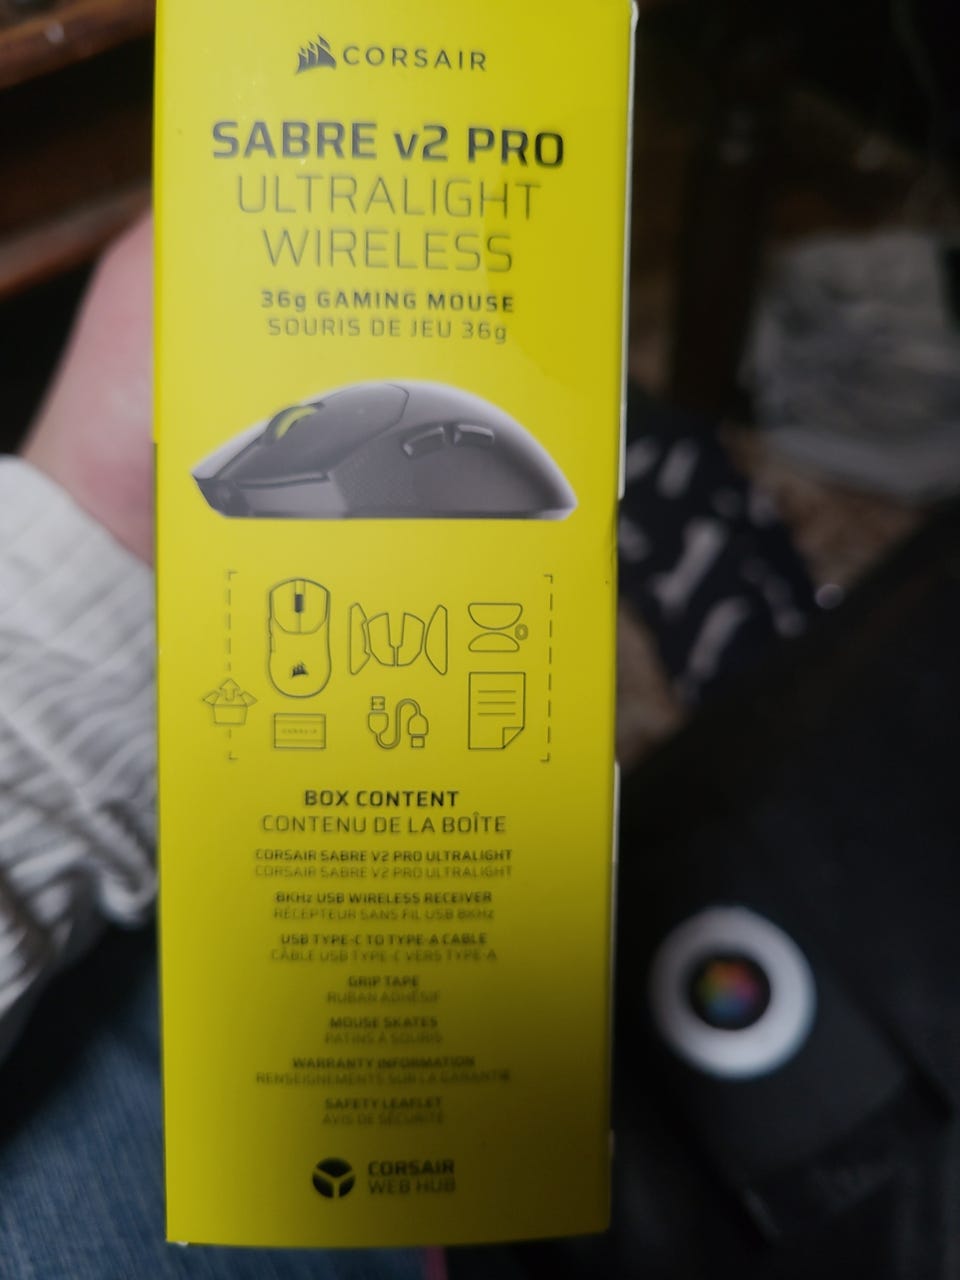 CORSAIR
SABRE v2 PRO
ULTRALIGHT
WIRELESS
36g GAMING MOUSE
SOURIS DE JEU 36g
CORSAIR
BOX CONTENT
CONTENU DE LA BOÎTE
CORSAIR SABRE V2 PRO ULTRALIGHT
CORSAIR SABRE V2 PRO ULTRALIGHT
8KHz USB WIRELESS RECEIVER
RÉCEPTEUR SANS FIL USB 8KHz
USB TYPE-C TO TYPE-A CABLE
CÂBLE USB TYPE-C VERS TYPE-A
GRIP TAPE
RUBAN ADHÉSIF
MOUSE SKATES
PATINS À SOURIS
WARRANTY INFORMATION
RENSEIGNEMENTS SUR LA GARANTIE
SAFETY LEAFLET
AVIS DE SÉCURITÉ
CORSAIR
WEB HUB